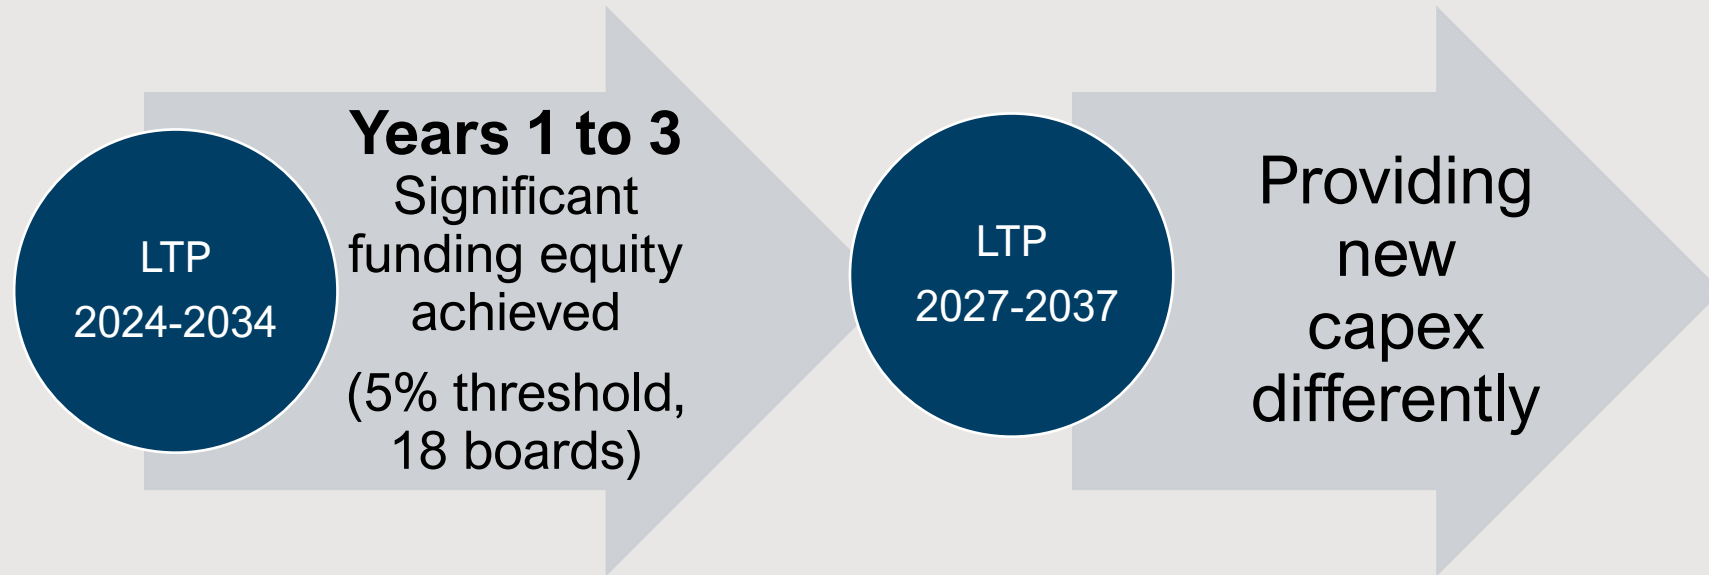 LTP
2024-2034
Years 1 to 3
Significant
funding equity
achieved
(5% threshold,
18 boards)
LTP
2027-2037
Providing
new
capex
differently